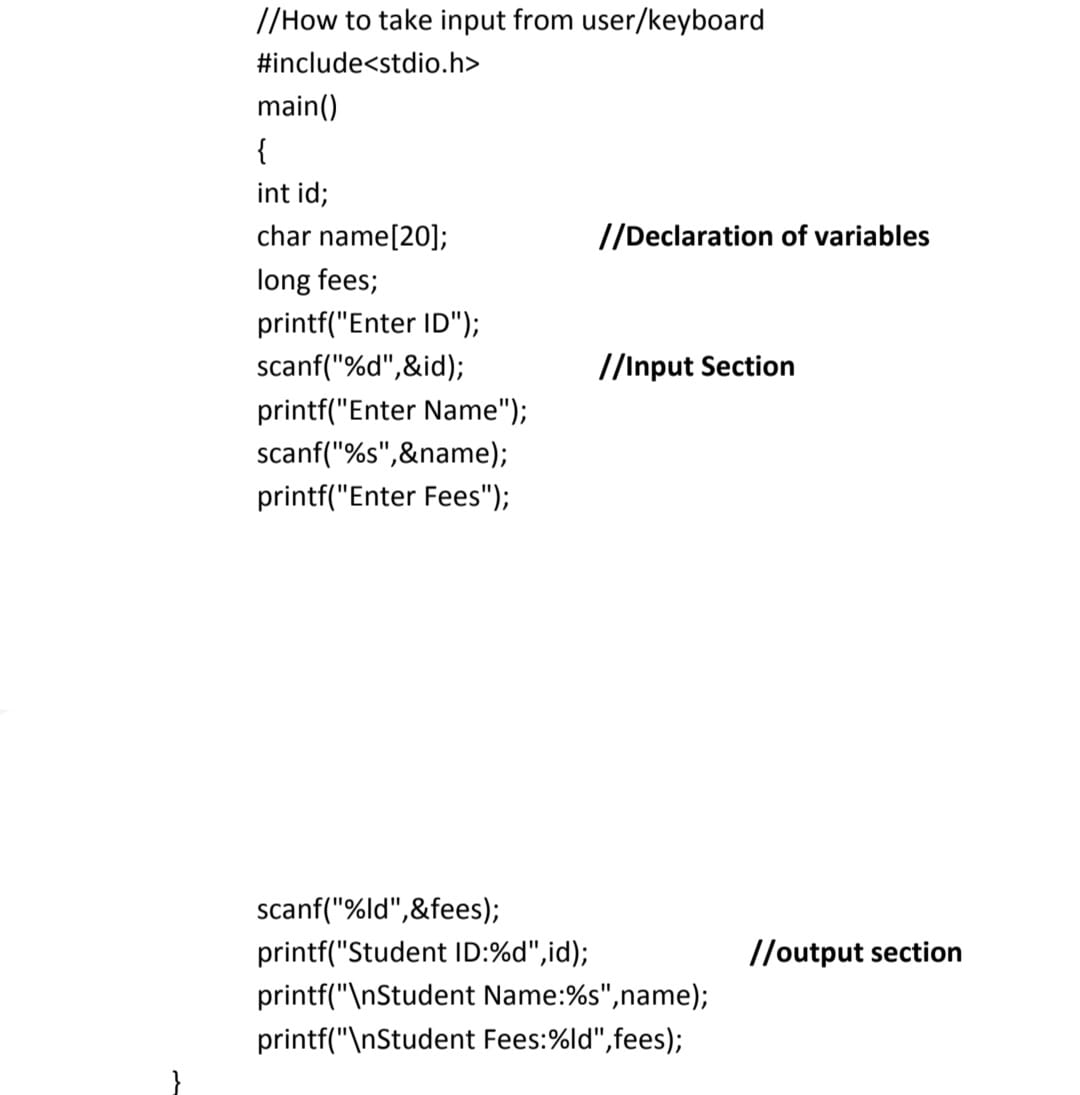 //How to take input from user/keyboard
#include<stdio.h>
main()
{
int id;
char name[20]; //Declaration of variables
long fees;
printf("Enter ID");
scanf("%d",&id); //Input Section
printf("Enter Name");
scanf("%s",&name);
printf("Enter Fees");
scanf("%ld",&fees);
printf("Student ID:%d",id); //output section
printf("\nStudent Name:%s",name);
printf("\nStudent Fees:%ld",fees);
}